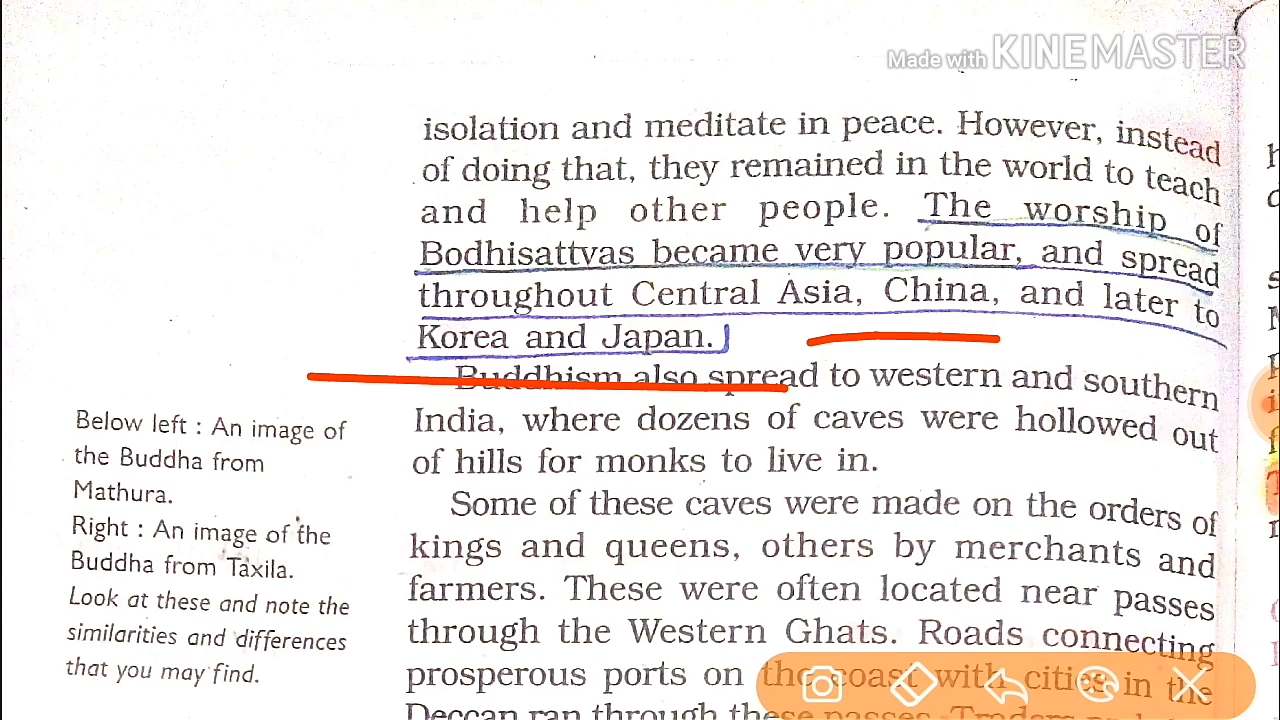 Made with KINEMASTER
isolation and meditate in peace. However, instead
of doing that, they remained in the world to teach
and help other people. The worship of
Bodhisattvas became very popular, and spread
throughout Central Asia, China, and later to
Korea and Japan.
Buddhism also spread to western and southern
India, where dozens of caves were hollowed out
of hills for monks to live in.
Some of these caves were made on the orders of
kings and queens, others by merchants and
farmers. These were often located near passes
through the Western Ghats. Roads connecting
prosperous ports on the coast with cities in the
Deccan ran through these passes.
Below left : An image of
the Buddha from
Mathura.
Right : An image of the
Buddha from Taxila.
Look at these and note the
similarities and differences
that you may find.